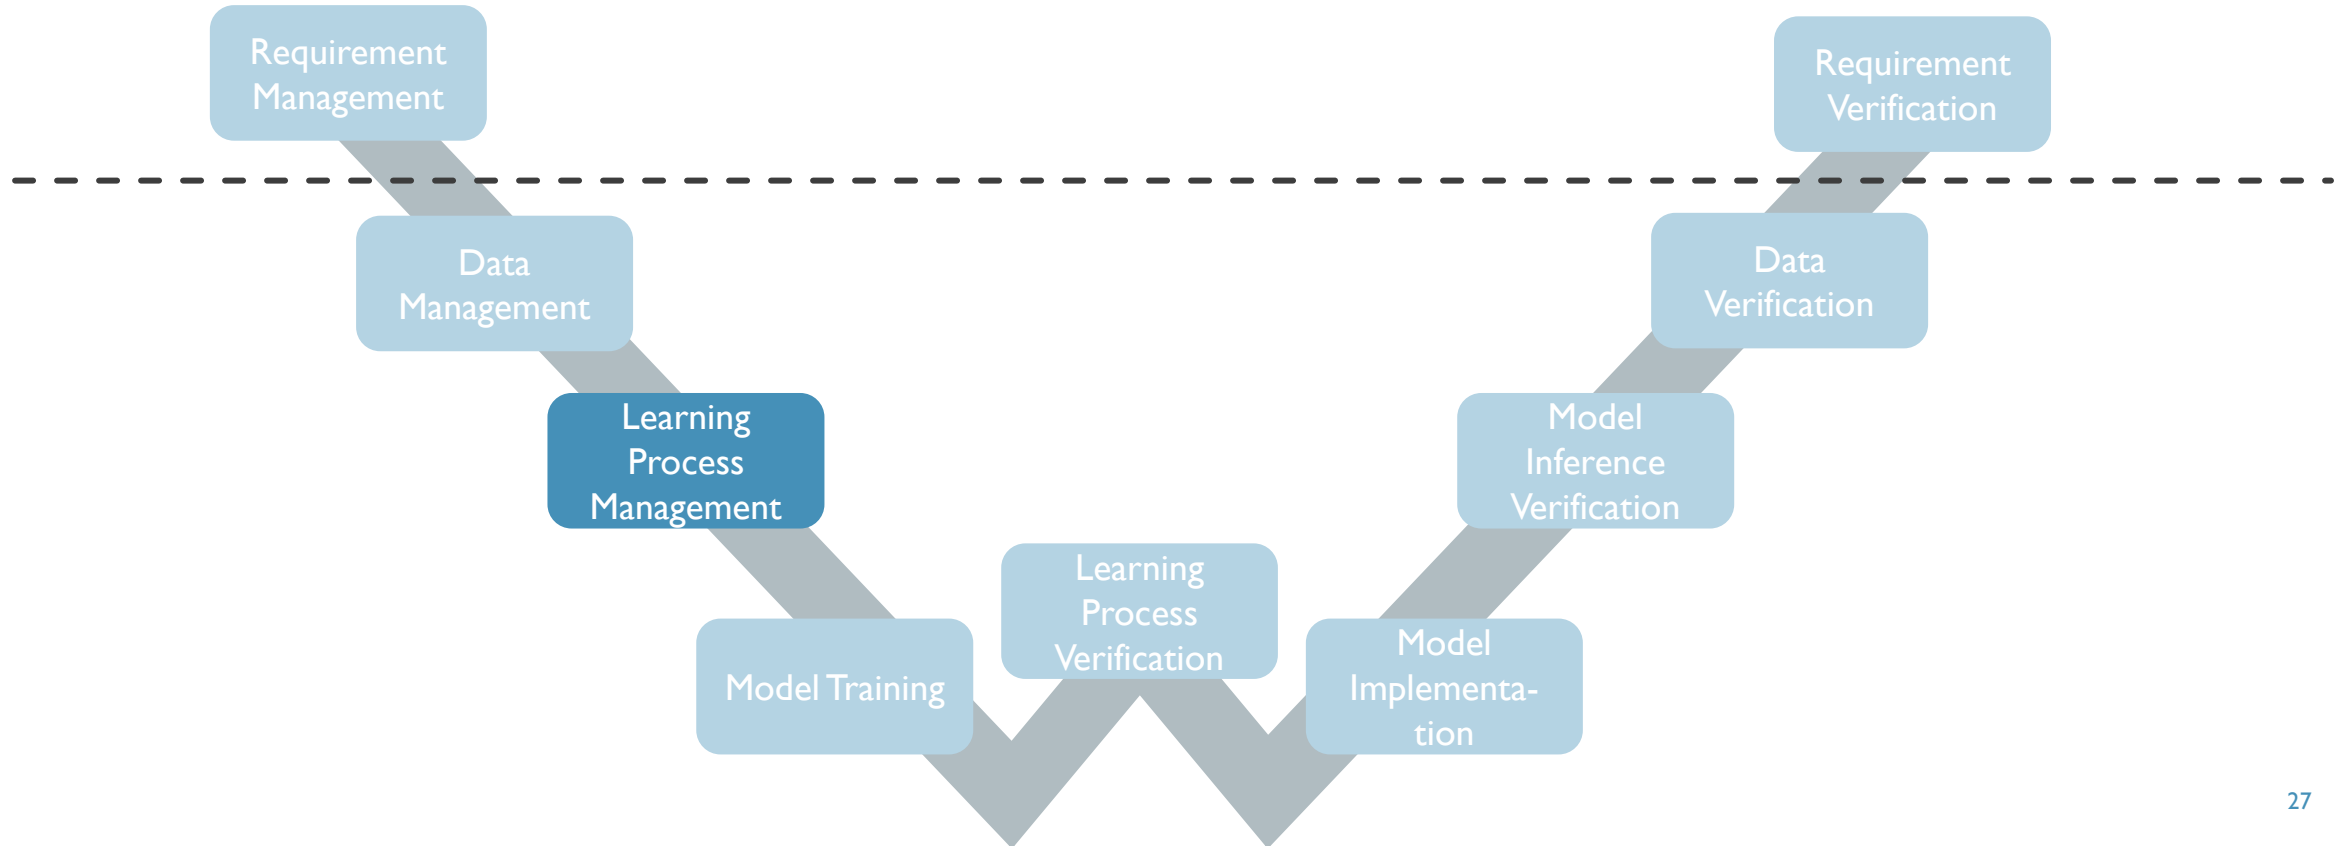 Requirement
Management
Requirement
Verification
Data
Management
Data
Verification
Learning
Process
Management
Model
Inference
Verification
Learning
Process
Verification
Model Training
Model
Implementa-
tion
27